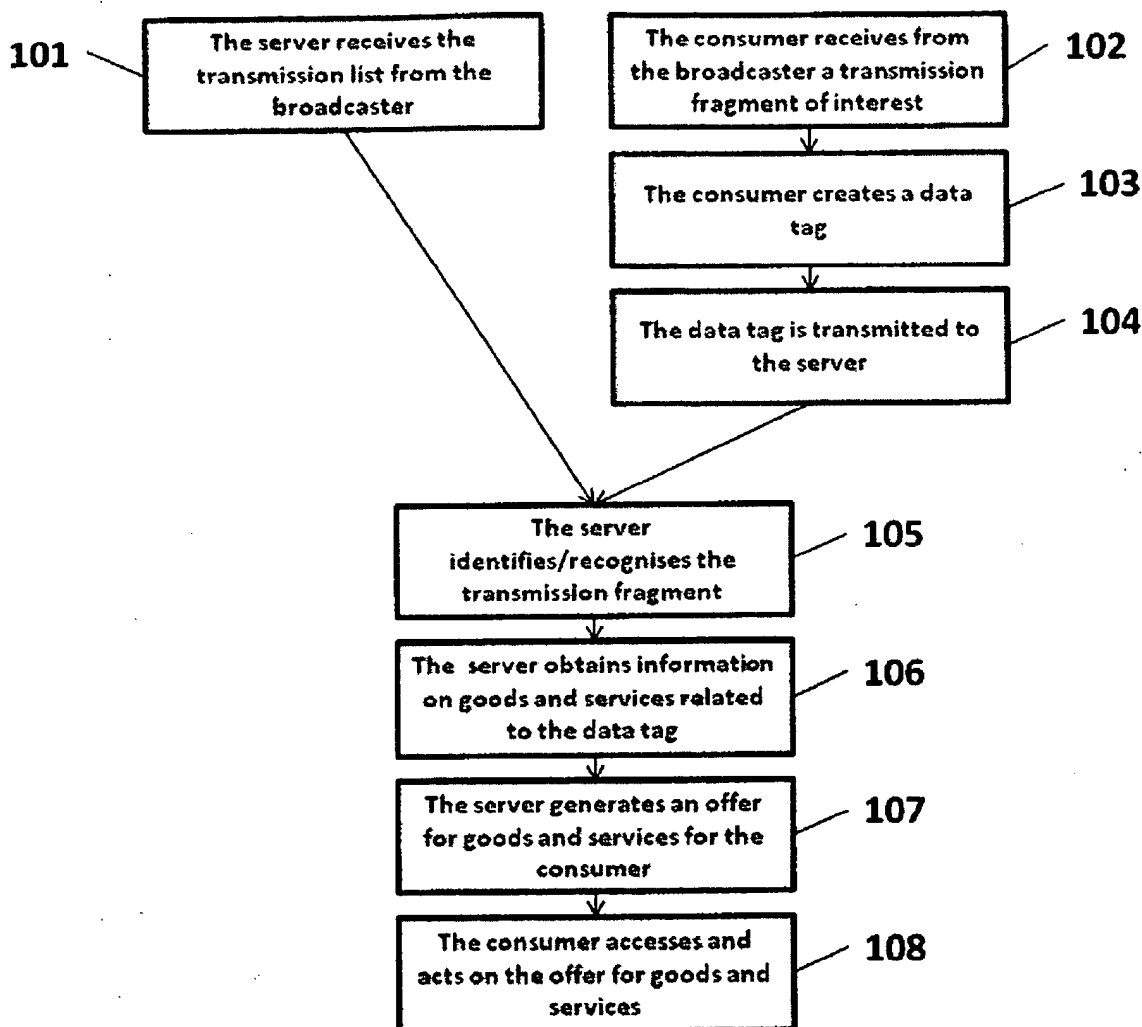 101
The server receives the
transmission list from the
broadcaster
The consumer receives from
the broadcaster a transmission
fragment of interest
102
The consumer creates a data
tag
103
The data tag is transmitted to
the server
104
The server
identifies/recognises the
transmission fragment
105
The server obtains information
on goods and services related
to the data tag
106
The server generates an offer
for goods and services for the
consumer
107
The consumer accesses and
acts on the offer for goods and
services
108